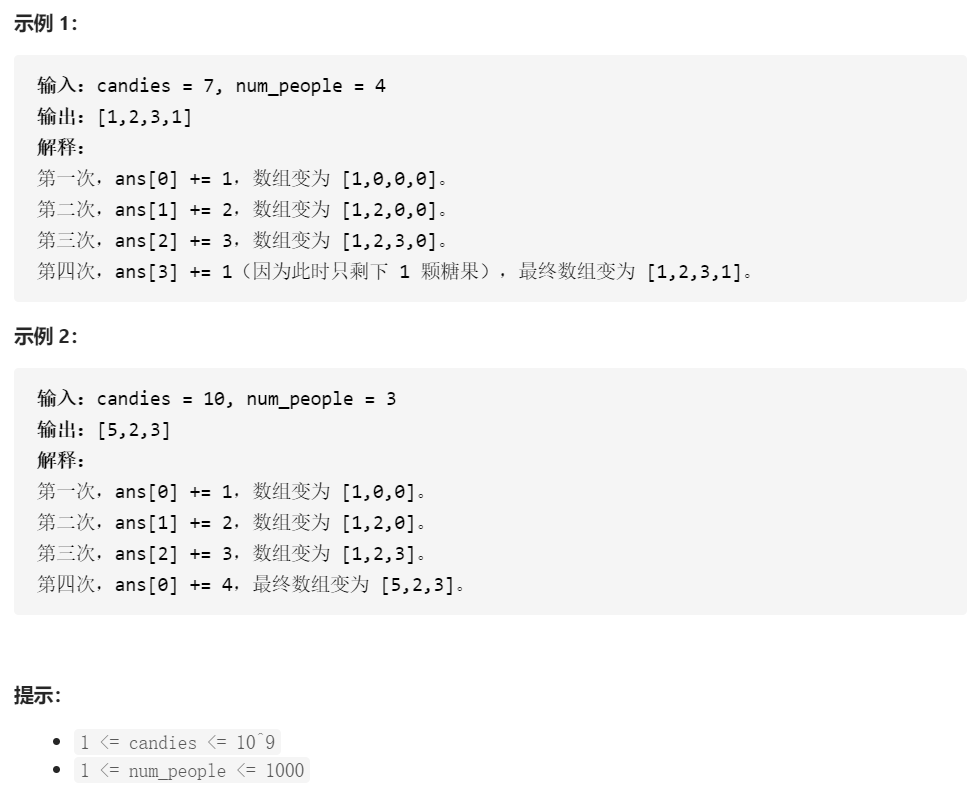 示例 1：
输入：candies = 7, num_people = 4
输出：[1,2,3,1]
解释：
第一次，ans[0] += 1，数组变为 [1,0,0,0]。
第二次，ans[1] += 2，数组变为 [1,2,0,0]。
第三次，ans[2] += 3，数组变为 [1,2,3,0]。
第四次，ans[3] += 1（因为此时只剩下 1 颗糖果），最终数组变为 [1,2,3,1]。
示例 2：
输入：candies = 10, num_people = 3
输出：[5,2,3]
解释：
第一次，ans[0] += 1，数组变为 [1,0,0]。
第二次，ans[1] += 2，数组变为 [1,2,0]。
第三次，ans[2] += 3，数组变为 [1,2,3]。
第四次，ans[0] += 4，最终数组变为 [5,2,3]。
提示：
• 1 <= candies <= 10^9
• 1 <= num_people <= 1000